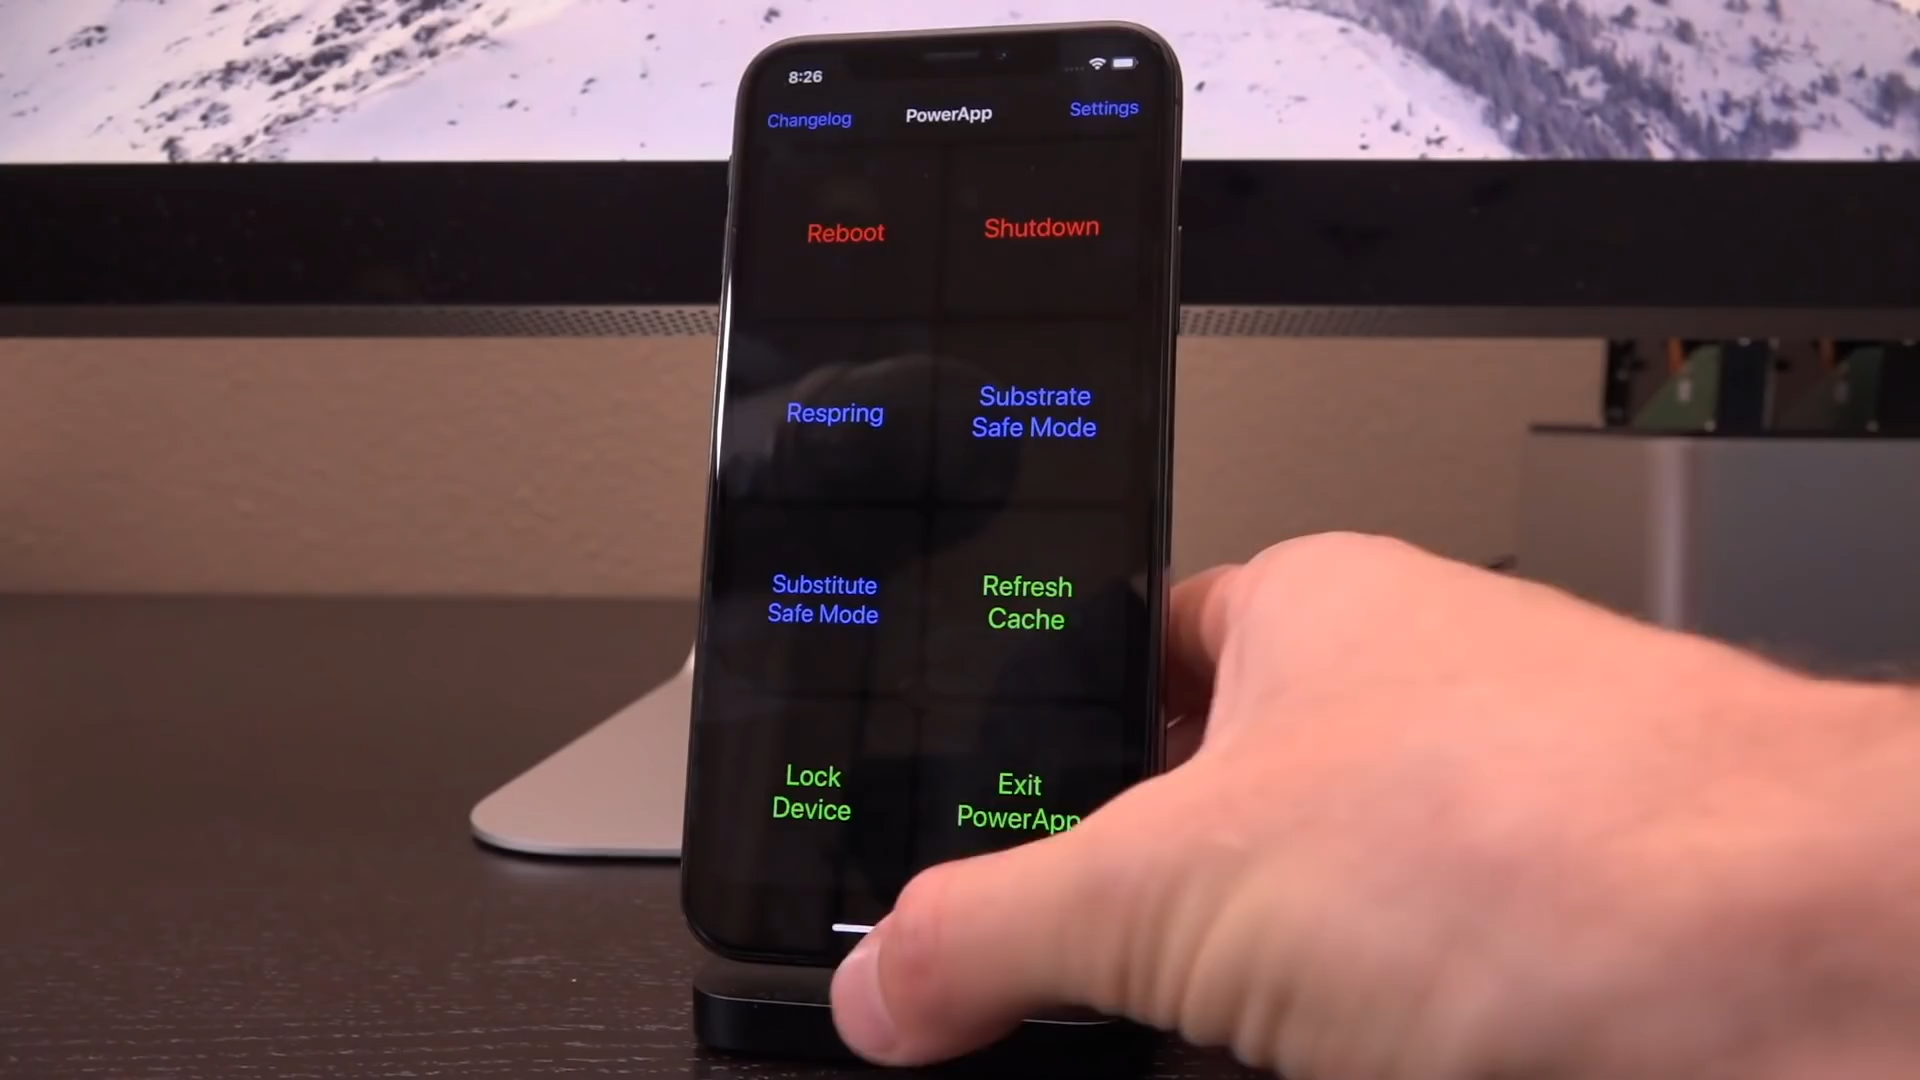 8:26
Changelog PowerApp Settings
Reboot Shutdown
Respring
Substrate
Safe Mode
Substitute
Safe Mode
Refresh
Cache
Lock
Device
Exit
PowerApp